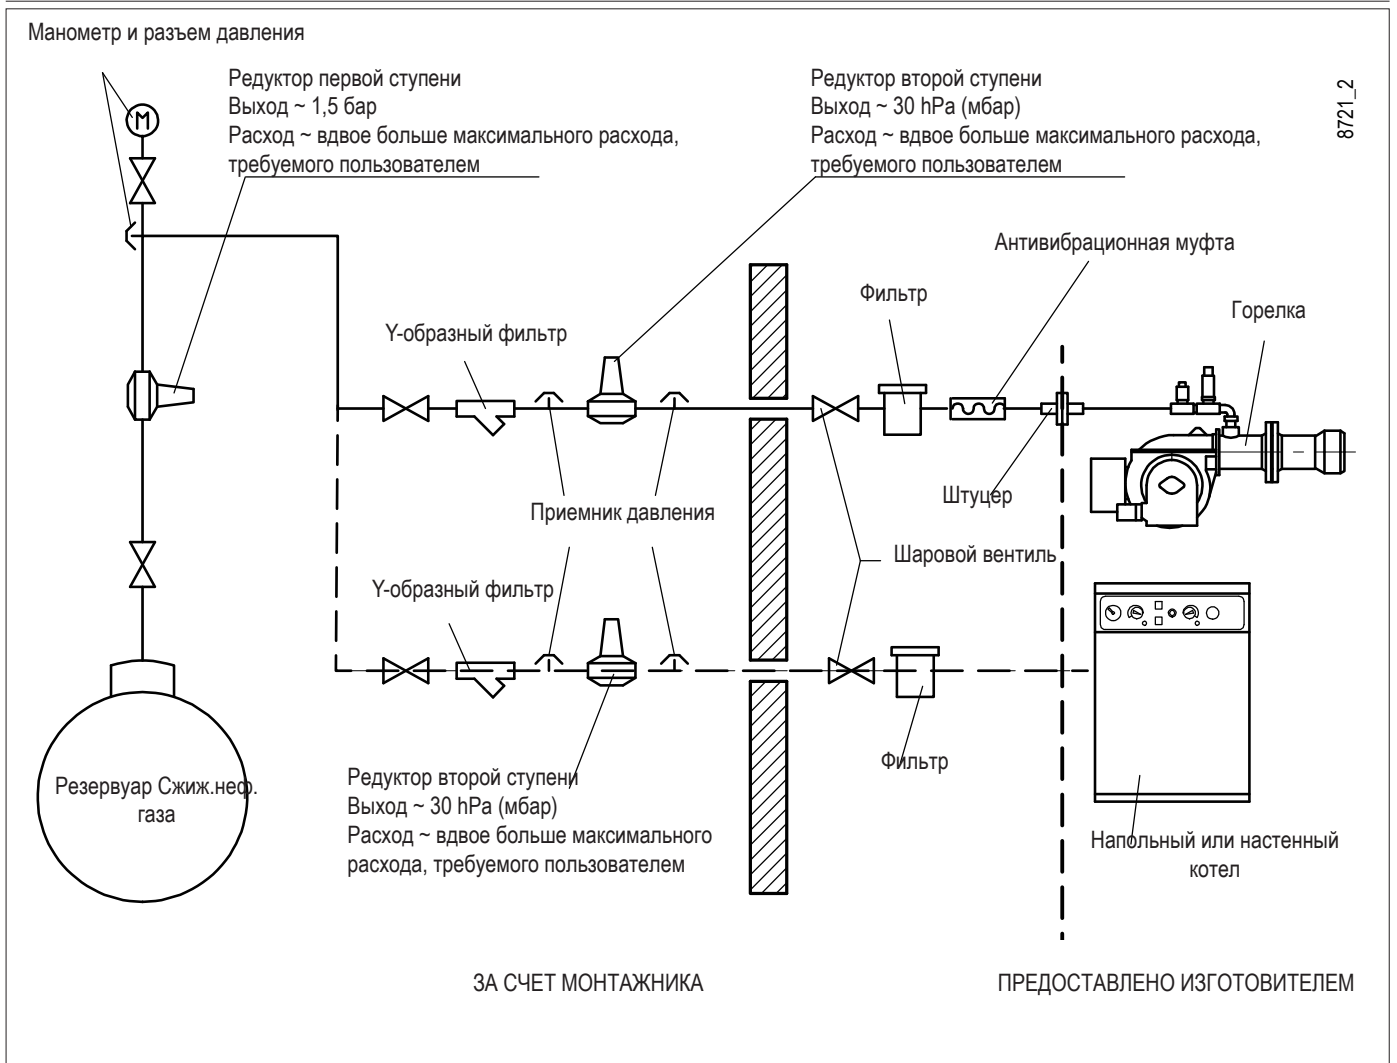 Манометр и разъем давления
Редуктор первой ступени
Выход ~ 1,5 бар
Расход ~ вдвое больше максимального расхода,
требуемого пользователем
Редуктор второй ступени
Выход ~ 30 hPa (мбар)
Расход ~ вдвое больше максимального расхода,
требуемого пользователем
8721_2
M
Антивибрационная муфта
Фильтр
Горелка
Y-образный фильтр
Штуцер
Приемник давления
Шаровой вентиль
Y-образный фильтр
Фильтр
Резервуар Сжиж.неф.
газа
Редуктор второй ступени
Выход ~ 30 hPa (мбар)
Расход ~ вдвое больше максимального
расхода, требуемого пользователем
Напольный или настенный
котел
ЗА СЧЕТ МОНТАЖНИКА
ПРЕДОСТАВЛЕНО ИЗГОТОВИТЕЛЕМ